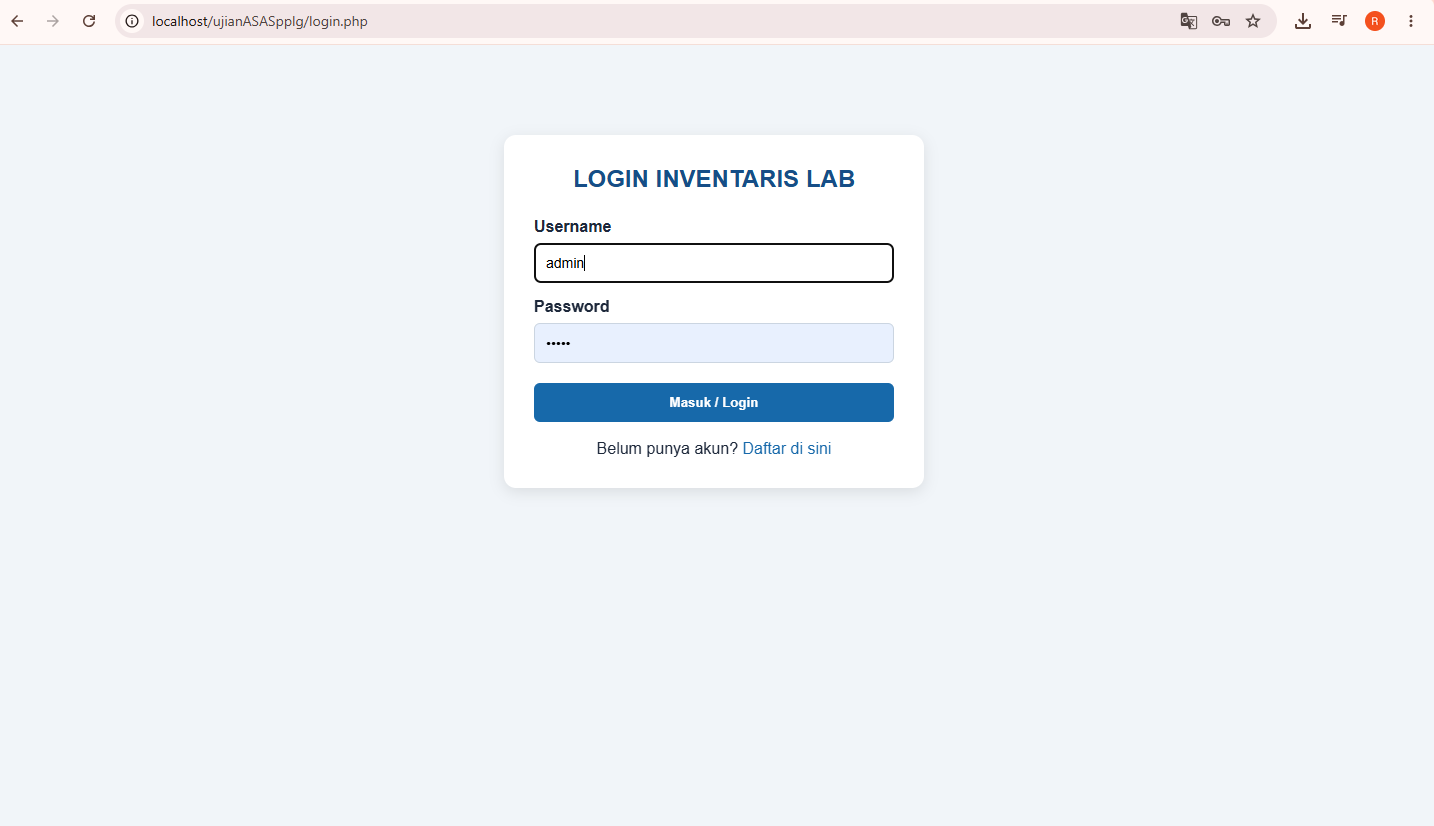 localhost/ujianASASpplg/login.php
R
LOGIN INVENTARIS LAB
Username
admin
Password
•••••
Masuk / Login
Belum punya akun? Daftar di sini